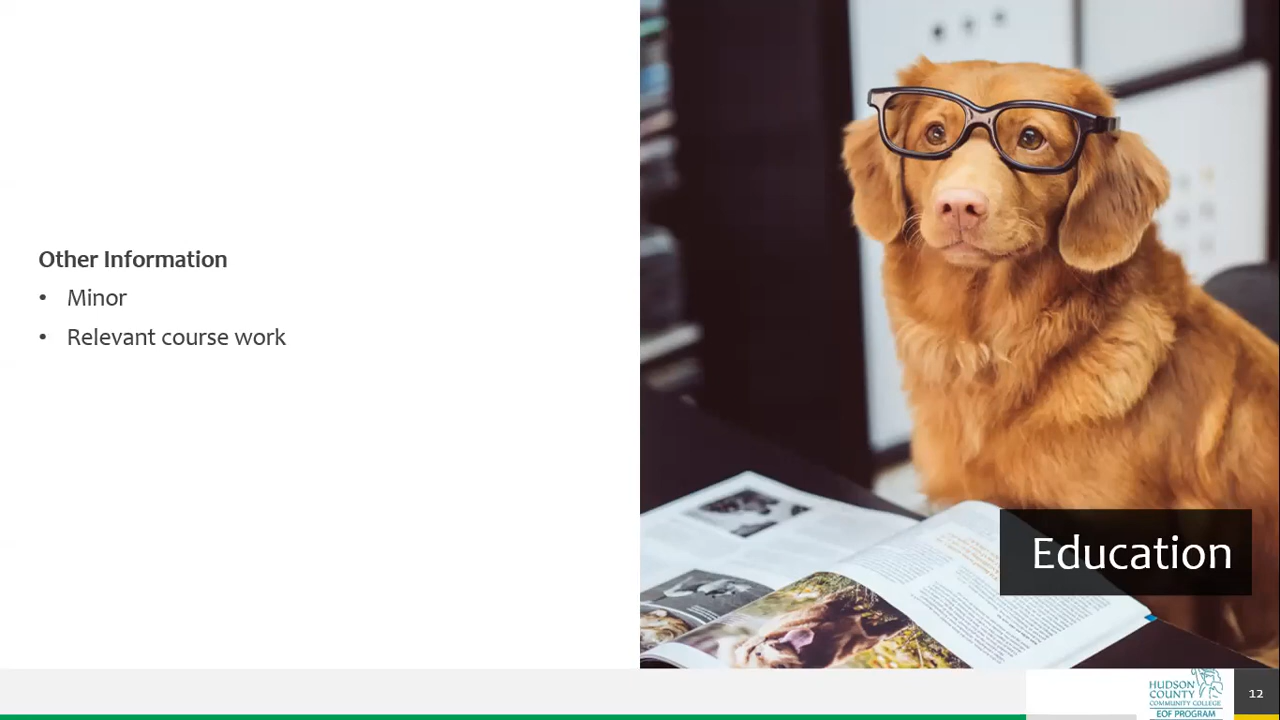 Other Information
• Minor
• Relevant course work
Education
HUDSON
COUNTY
COMMUNITY COLLEGE
EOF PROGRAM
12